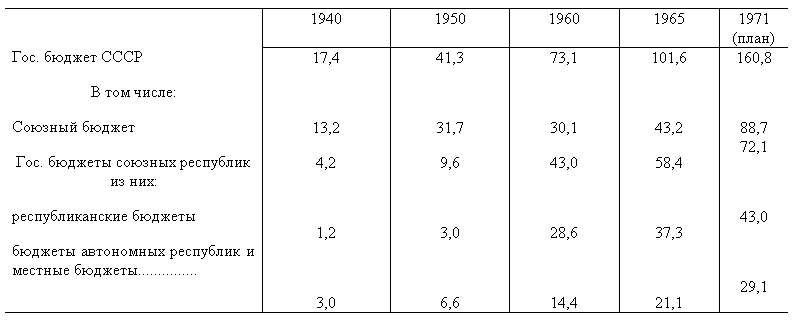 1940 1950 1960 1965 1971
(план)
Гос. бюджет СССР 17,4 41,3 73,1 101,6 160,8
В том числе:
Союзный бюджет 13,2 31,7 30,1 43,2 88,7
72,1
Гос. бюджеты союзных республик 4,2 9,6 43,0 58,4
из них:
республиканские бюджеты 43,0
1,2 3,0 28,6 37,3
бюджеты автономных республик и
местные бюджеты...............
29,1
3,0 6,6 14,4 21,1